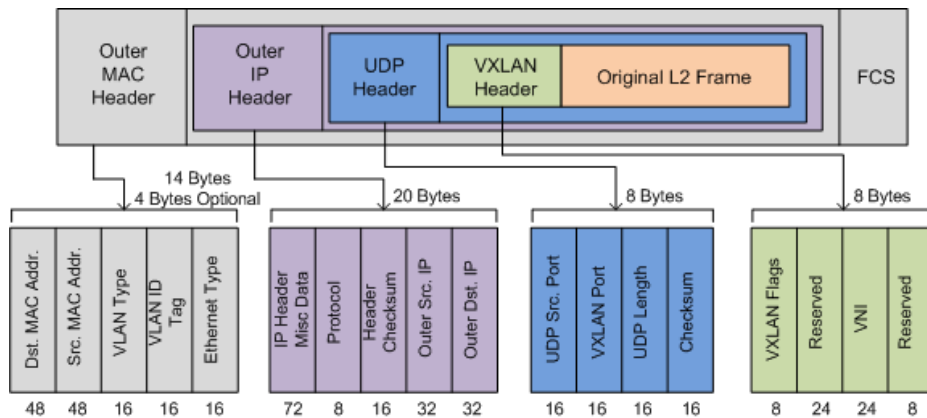 Outer
MAC
Header
Outer
IP
Header
UDP
Header
VXLAN
Header
Original L2 Frame
FCS
14 Bytes
4 Bytes Optional
20 Bytes
8 Bytes
8 Bytes
Dst. MAC Addr.
Src. MAC Addr.
VLAN Type
VLAN ID
Tag
Ethernet Type
IP Header
Misc Data
Protocol
Header
Checksum
Outer Src. IP
Outer Dst. IP
UDP Src. Port
VXLAN Port
UDP Length
Checksum
VXLAN Flags
Reserved
VNI
Reserved
48 48 16 16 16
72 8 16 32 32
16 16 16 16
8 24 24 8